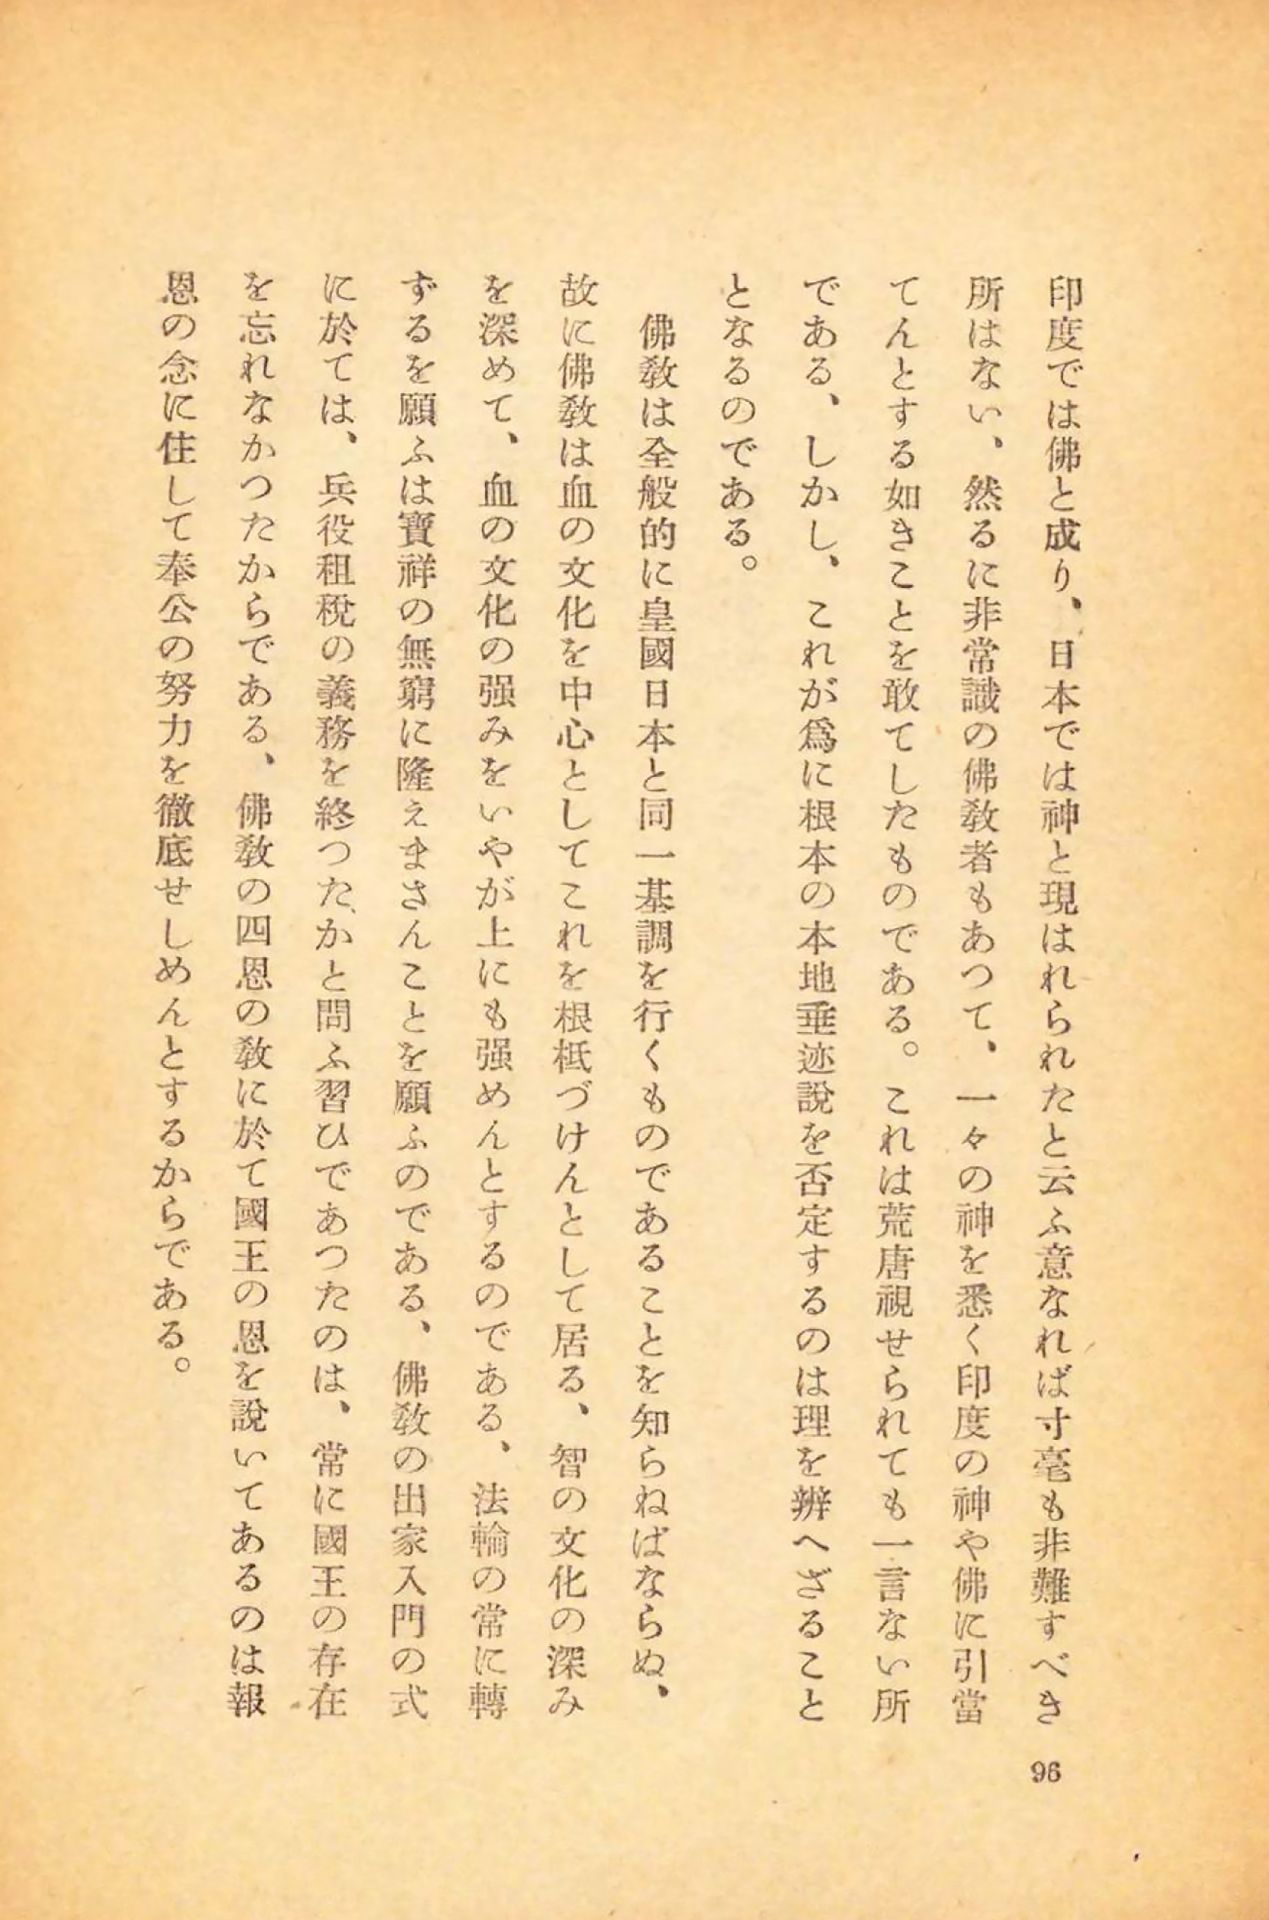 印度では佛と成り、日本では神と現はれられたと云ふ意なれば寸毫も非難すべき
所はない、然るに非常識の佛敎者もあつて、一々の神を悉く印度の神や佛に引當
てんとする如きことを敢てしたものである。これは荒唐視せられても一言ない所
である、しかし、これが爲に根本の本地垂迹說を否定するのは理を辨へざること
となるのである。
佛敎は全般的に皇國日本と同一基調を行くものであることを知らねばならぬ、
故に佛敎は血の文化を中心としてこれを根柢づけんとして居る、智の文化の深み
を深めて、血の文化の强みをいやが上にも强めんとするのである、法輪の常に轉
ずるを願ふは寶祥の無窮に隆えまさんことを願ふのである、佛敎の出家入門の式
に於ては、兵役租稅の義務を終つた、かと問ふ習ひであつたのは、常に國王の存在
を忘れなかつたからである、佛敎の四恩の敎に於て國王の恩を說いてあるのは報
恩の念に住して奉公の努力を徹底せしめんとするからである。
96